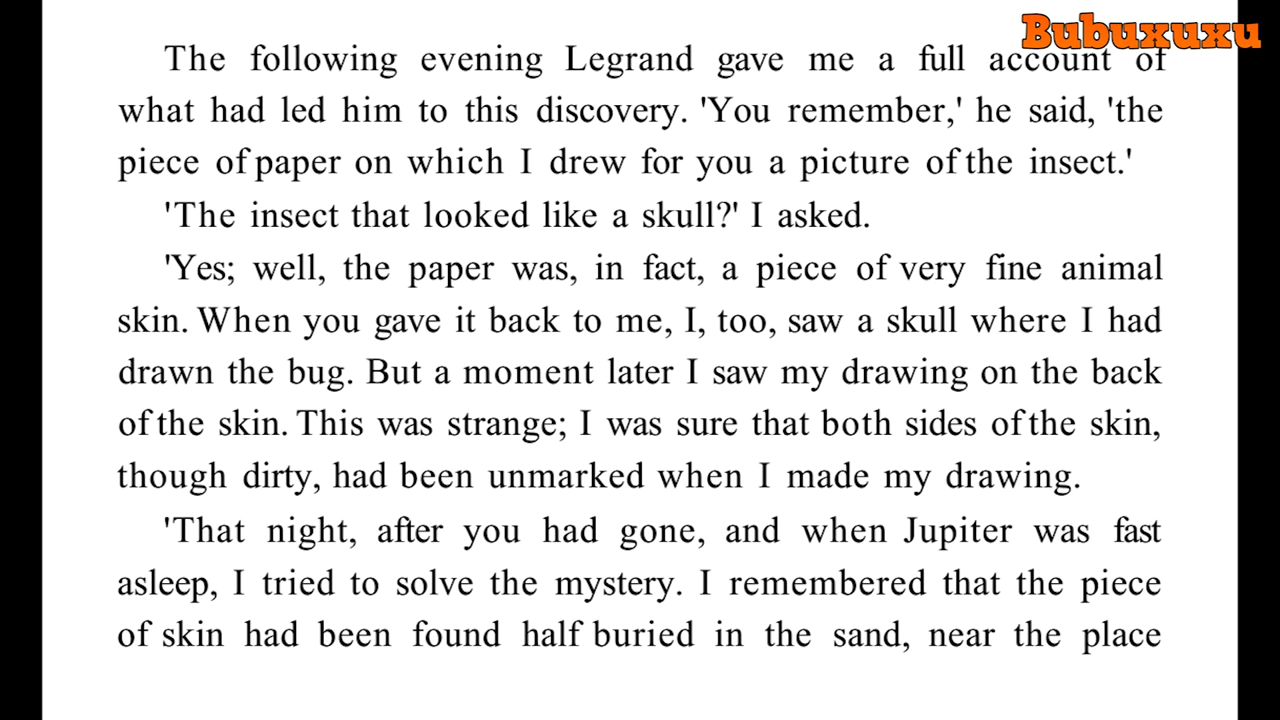 Bubuxuxu
The following evening Legrand gave me a full account of
what had led him to this discovery. 'You remember,' he said, 'the
piece of paper on which I drew for you a picture of the insect.'
'The insect that looked like a skull?' I asked.
'Yes; well, the paper was, in fact, a piece of very fine animal
skin. When you gave it back to me, I, too, saw a skull where I had
drawn the bug. But a moment later I saw my drawing on the back
of the skin. This was strange; I was sure that both sides of the skin,
though dirty, had been unmarked when I made my drawing.
'That night, after you had gone, and when Jupiter was fast
asleep, I tried to solve the mystery. I remembered that the piece
of skin had been found half buried in the sand, near the place